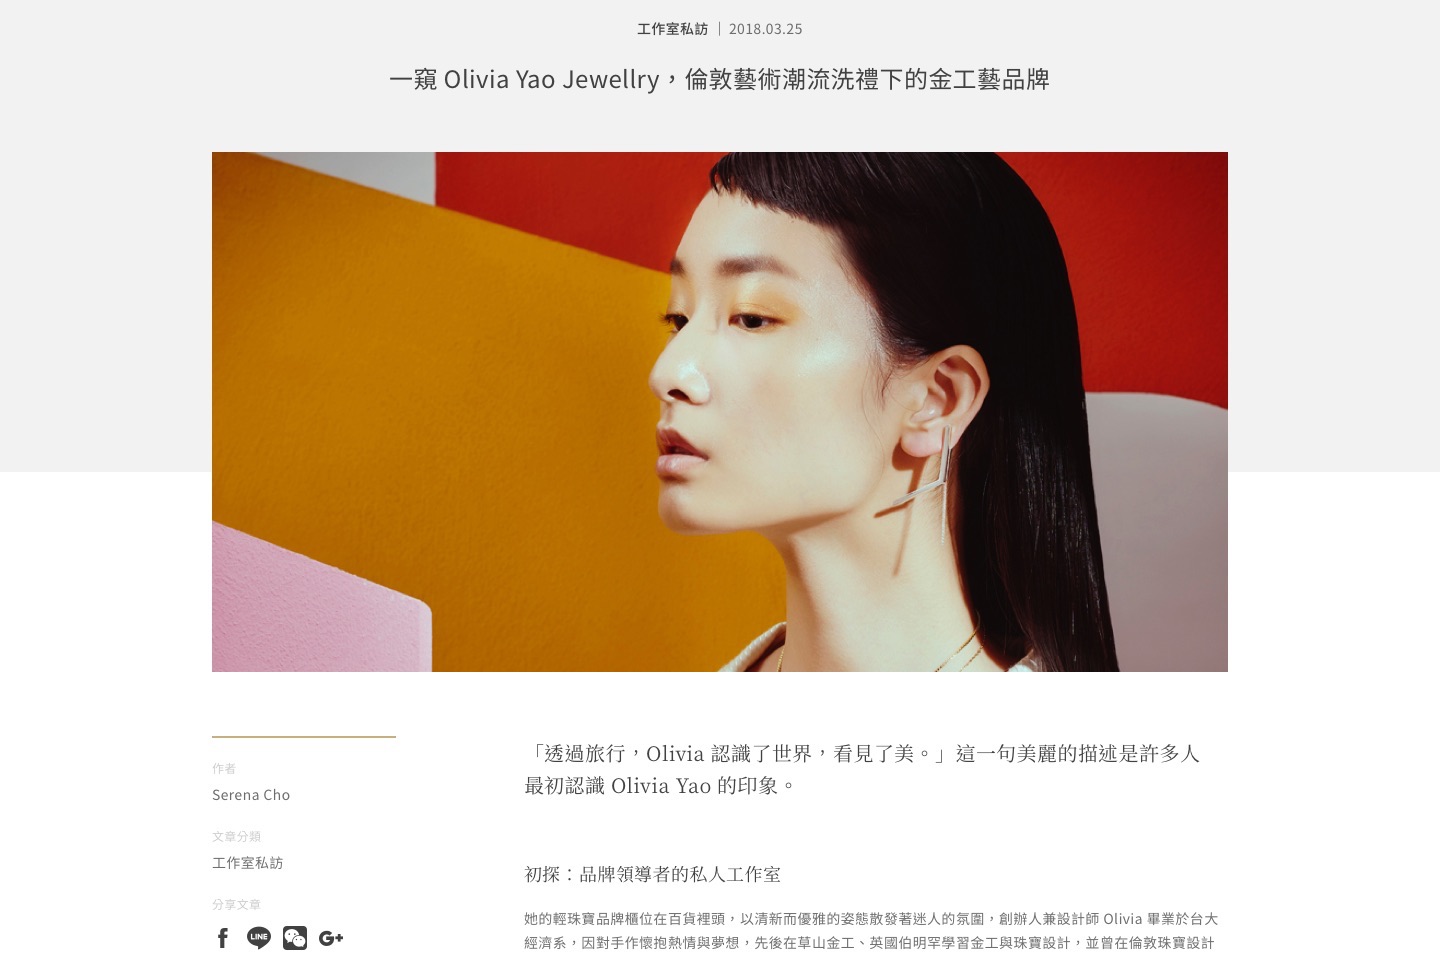 工作室私訪 | 2018.03.25
一窺 Olivia Yao Jewellry，倫敦藝術潮流洗禮下的金工藝品牌
作者
Serena Cho
文章分類
工作室私訪
分享文章
f LINE G+
「透過旅行，Olivia 認識了世界，看見了美。」這一句美麗的描述是許多人
最初認識 Olivia Yao 的印象。
初探：品牌領導者的私人工作室
她的輕珠寶品牌櫃位在百貨裡頭，以清新而優雅的姿態散發著迷人的氛圍，創辦人兼設計師 Olivia 畢業於台大
經濟系，因對手作懷抱熱情與夢想，先後在草山金工、英國伯明罕學習金工與珠寶設計，並曾在倫敦珠寶設計